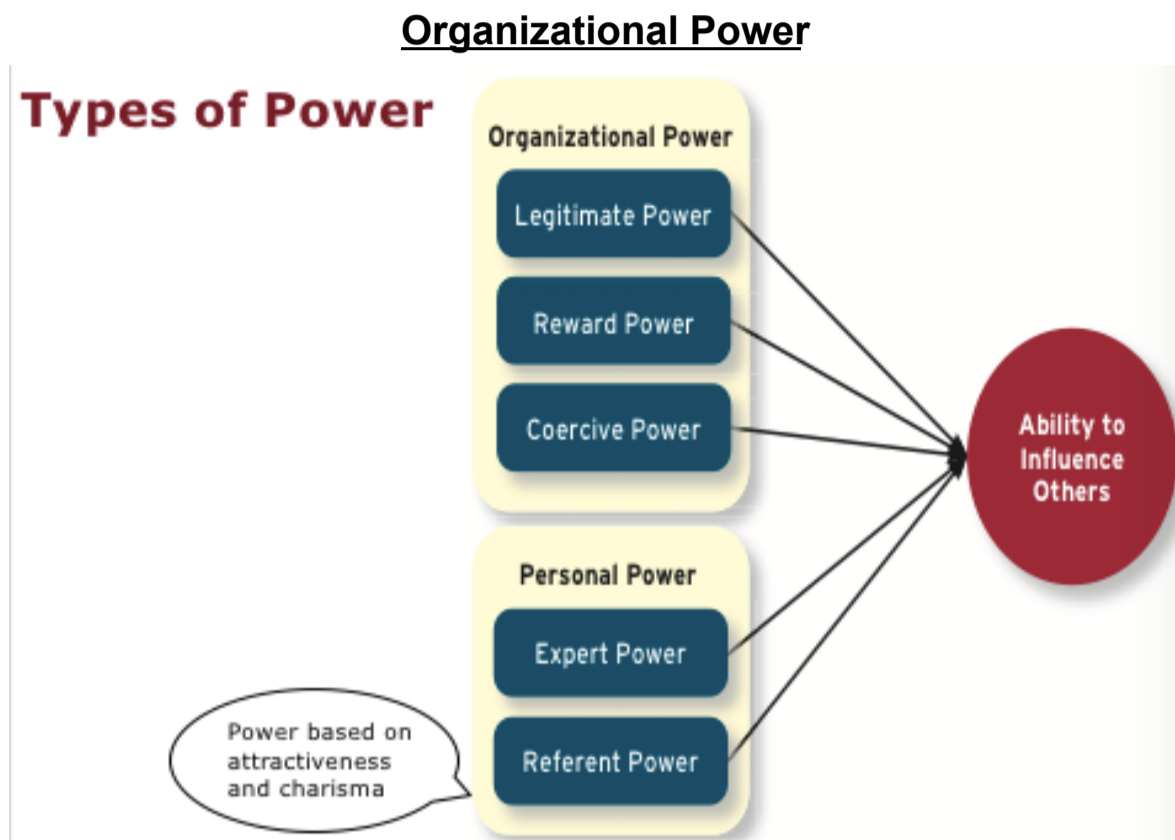 Organizational Power
Types of Power
Organizational Power
Legitimate Power
Reward Power
Coercive Power
Ability to
Influence
Others
Personal Power
Expert Power
Referent Power
Power based on
attractiveness
and charisma